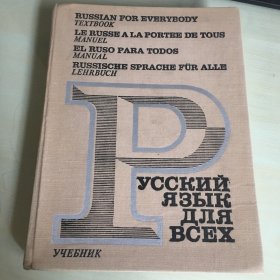 RUSSIAN FOR EVERYBODY
TEXTBOOK
LE RUSSE A LA PORTEE DE TOUS
MANUEL
EL RUSO PARA TODOS
MANUAL
RUSSISCHE SPRACHE FÜR ALLE
LEHRBUCH
РУССКИЙ
ЯЗЫК
ДЛЯ
ВСЕХ
УЧЕБНИК